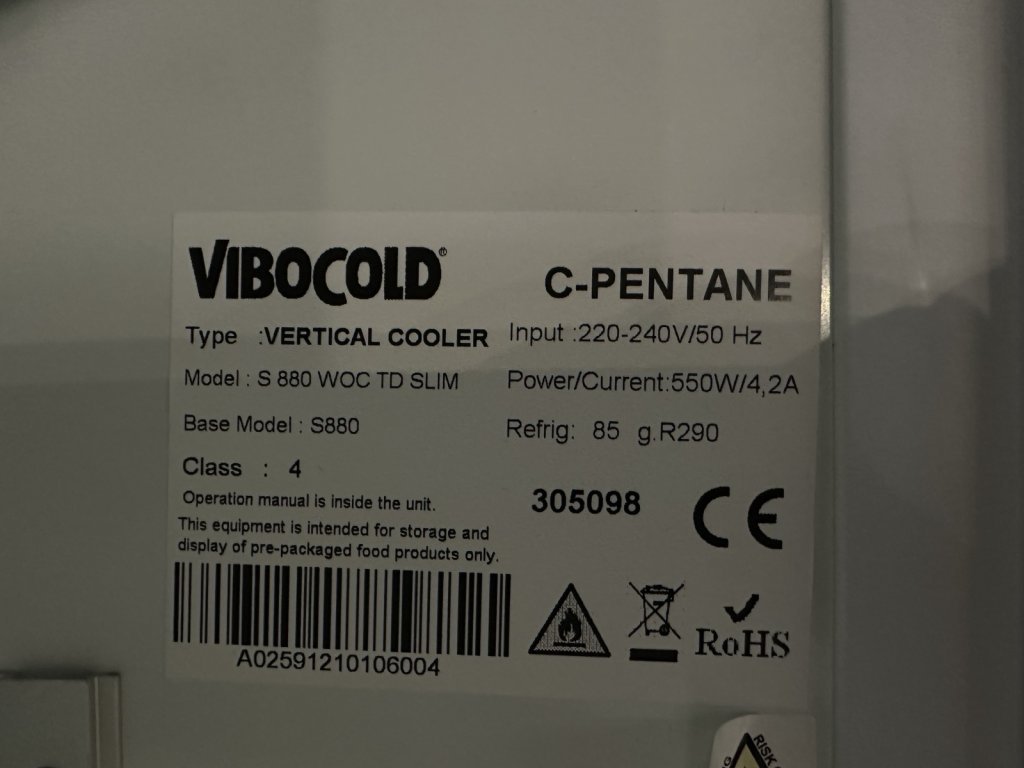 VIBOCOLD®
C-PENTANE
Type :VERTICAL COOLER
Input :220-240V/50 Hz
Model : S 880 WOC TD SLIM
Power/Current:550W/4,2A
Base Model : S880
Refrig: 85 g.R290
Class : 4
Operation manual is inside the unit.
This equipment is intended for storage and
display of pre-packaged food products only.
305098
CE
A02591210106004
RoHS
RISK